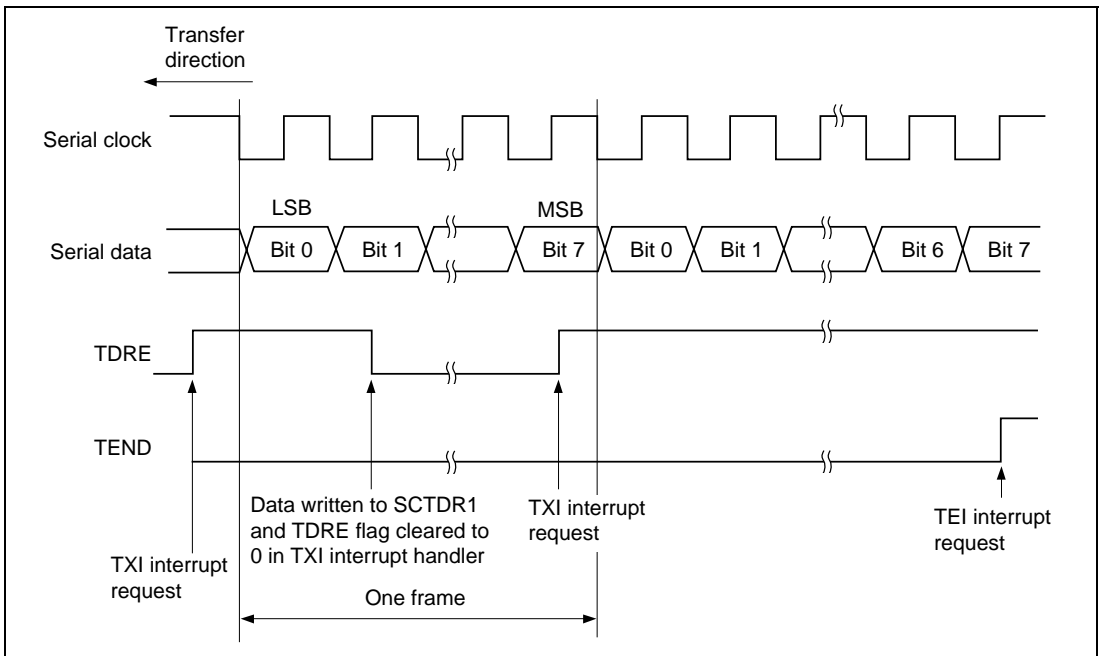 Transfer
direction
Serial clock
LSB
MSB
Serial data
Bit 0
Bit 1
Bit 7
Bit 0
Bit 1
Bit 6
Bit 7
TDRE
TEND
Data written to SCTDR1
and TDRE flag cleared to
0 in TXI interrupt handler
TXI interrupt
request
TEI interrupt
request
TXI interrupt
request
One frame